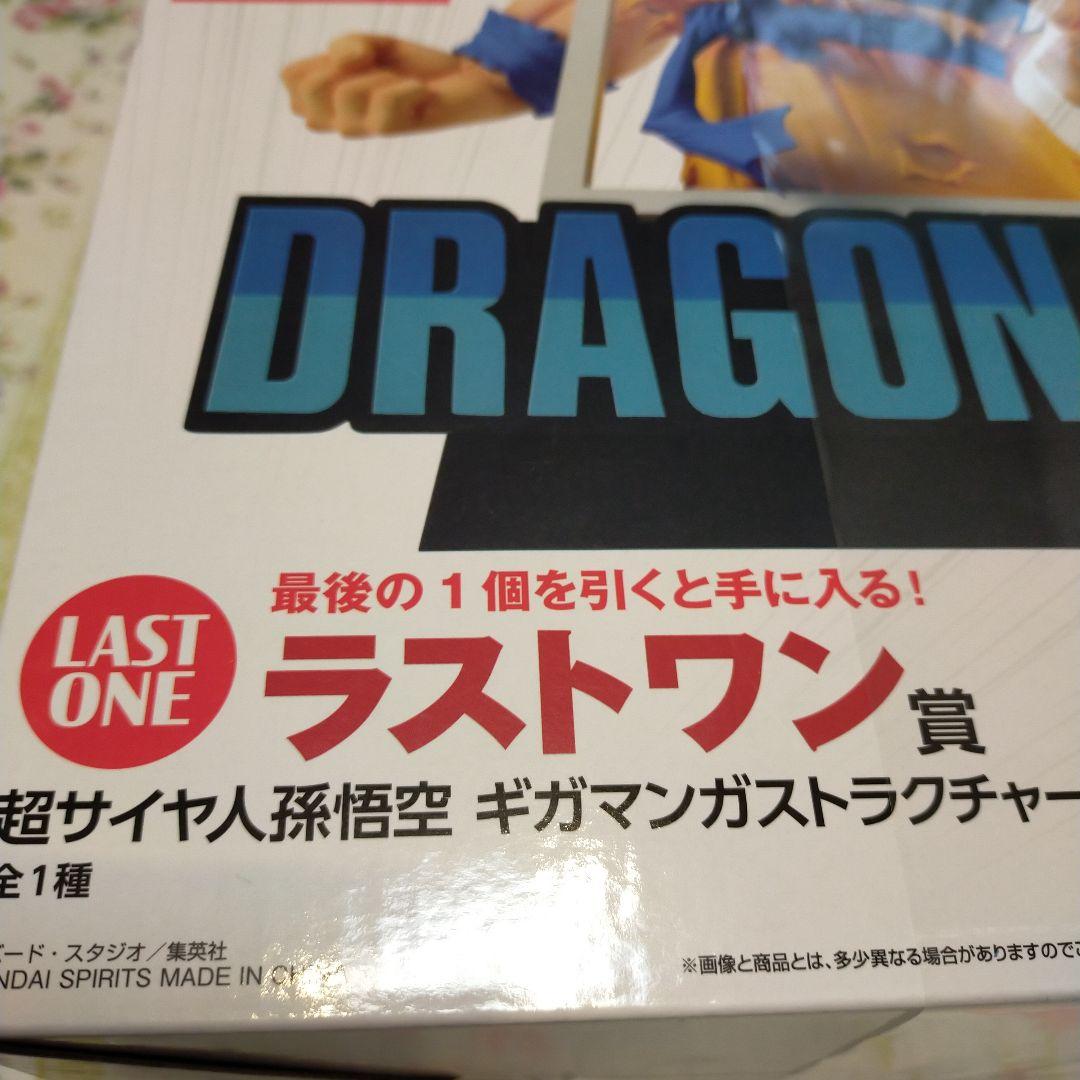 DRAGON
LAST
ONE
最後の1個を引くと手に入る!
ラストワン賞
超サイヤ人孫悟空 ギガマンガストラクチャー
全1種
ード・スタジオ/集英社
NDAI SPIRITS MADE IN CHINA
※画像と商品とは、多少異なる場合がありますのでご